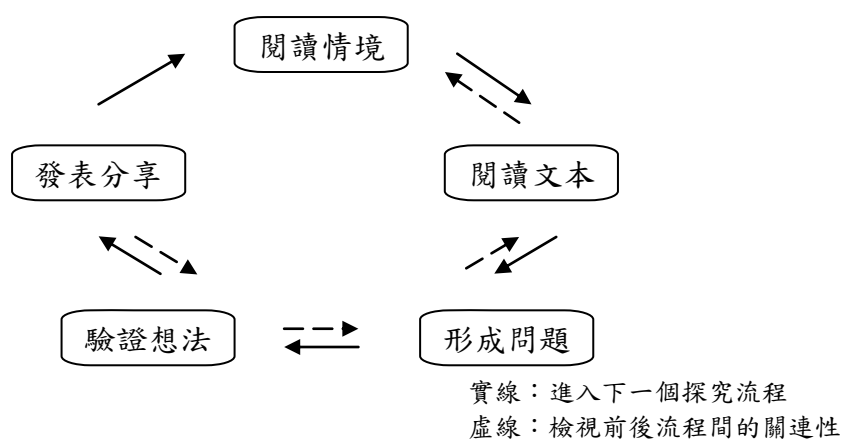 閱讀情境
發表分享
閱讀文本
驗證想法
形成問題
實線：進入下一個探究流程
虛線：檢視前後流程間的關連性